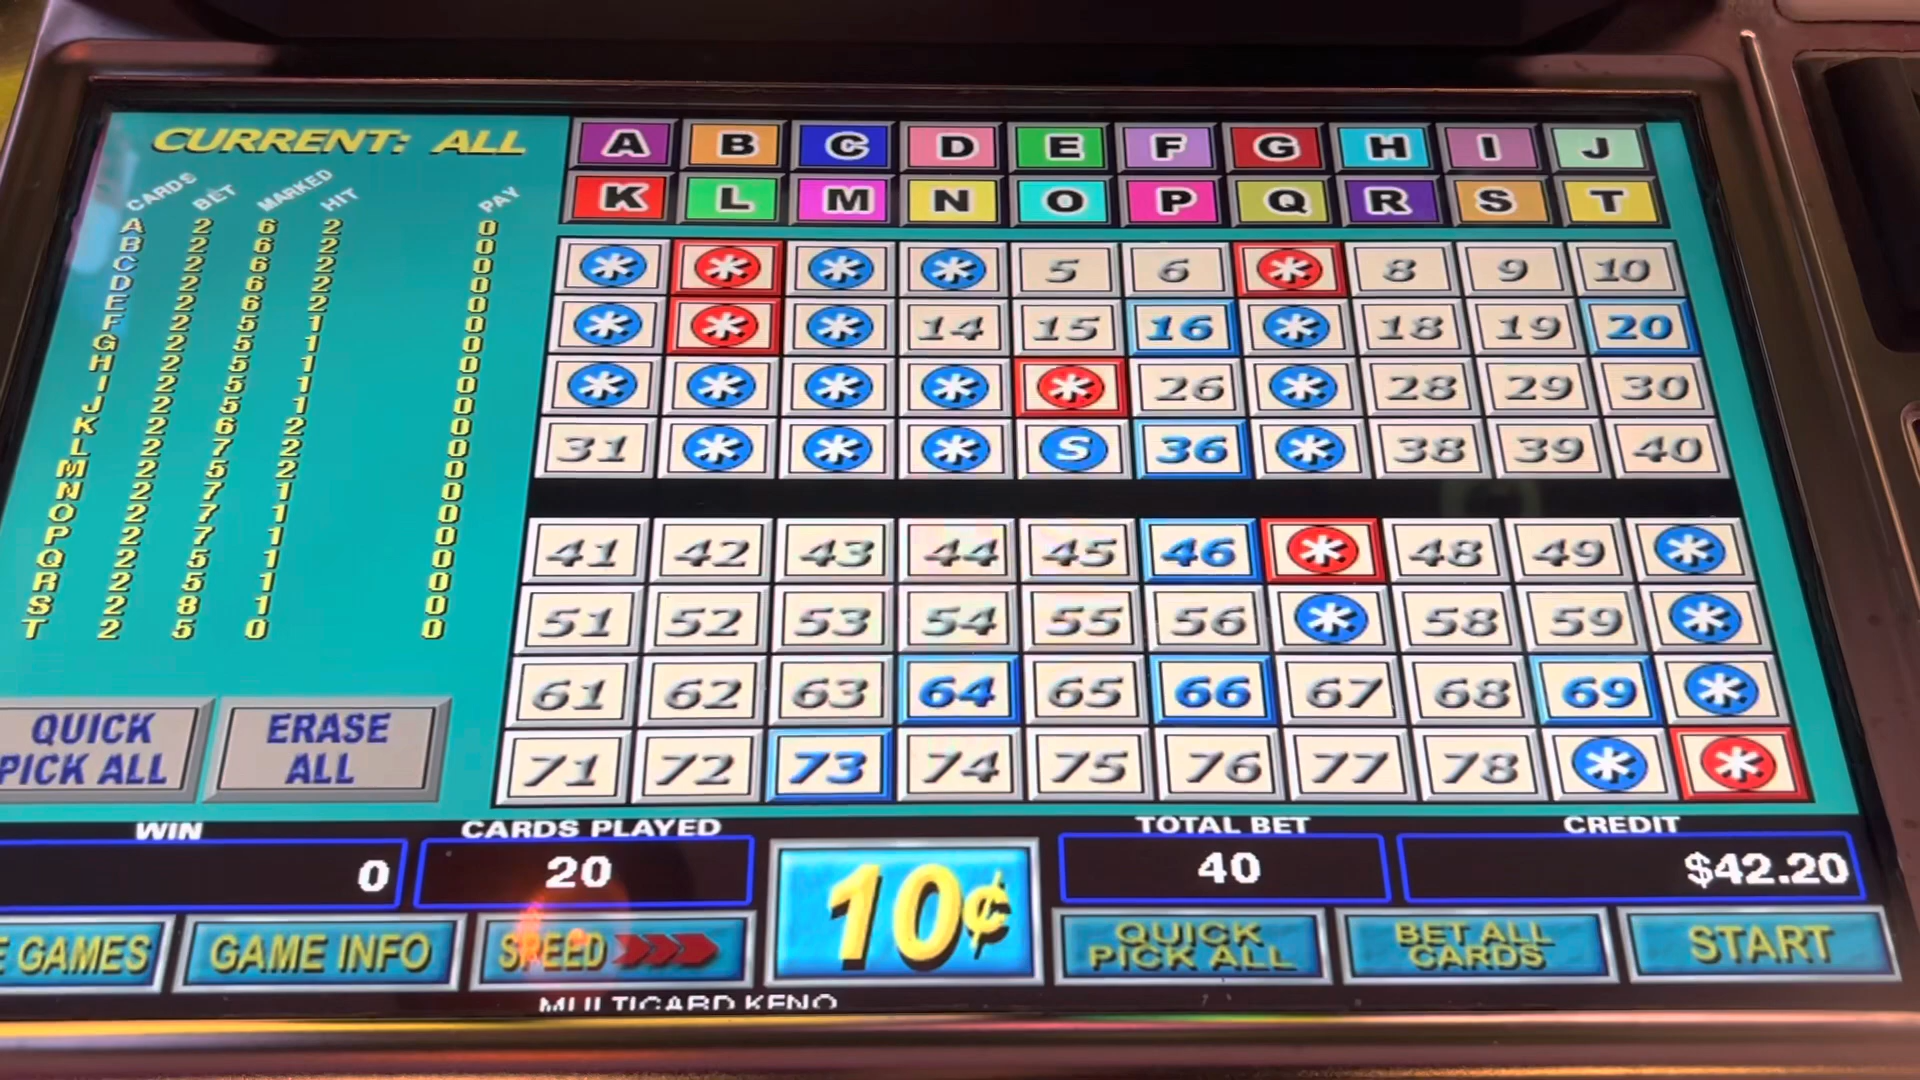 CURRENT: ALL
A B C D E F G H I J
K L M N O P Q R S T
CARDS BET MARKED HIT PAY
A 2 6 2 0
B 2 6 2 0
C 2 6 2 0
D 2 6 2 0
E 2 6 2 0
F 2 5 1 0
G 2 5 1 0
H 2 5 1 0
I 2 5 1 0
J 2 5 1 0
K 2 6 2 0
L 2 7 2 0
M 2 5 2 0
N 2 7 1 0
O 2 7 1 0
P 2 7 1 0
Q 2 5 1 0
R 2 5 1 0
S 2 8 1 0
T 2 5 0 0
* * * * 5 6 * 8 9 10
* * * 14 15 16 * 18 19 20
* * * * * 26 * 28 29 30
31 * * * S 36 * 38 39 40
41 42 43 44 45 46 * 48 49 *
51 52 53 54 55 56 * 58 59 *
61 62 63 64 65 66 67 68 69 *
71 72 73 74 75 76 77 78 * *
QUICK PICK ALL
ERASE ALL
WIN
0
CARDS PLAYED
20
10¢
TOTAL BET
40
CREDIT
$42.20
GAMES
GAME INFO
SPEED
QUICK PICK ALL
BET ALL CARDS
START
MULTICARD KENO